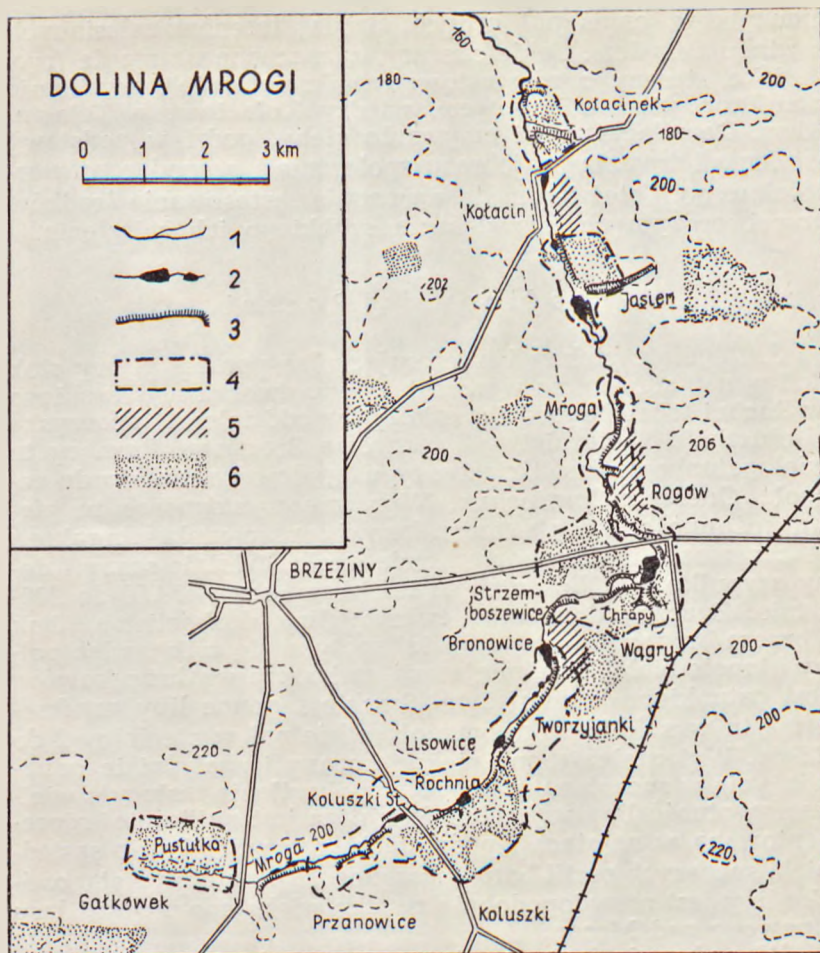 DOLINA MROGI
0 1 2 3 km
1
2
3
4
5
6
160
180
200
Kołacinek
180
200
Kołacin
202
Jasień
Mroga
200
206
Rogów
BRZEZINY
Strzem-
boszewice
Chrapy
Bronowice
Wągry
200
200
Tworzyjanki
Lisowice
220
Rochnia
Koluszki St.
Mroga 200
Pustułka
220
Gałkówek
Przanowice
Koluszki